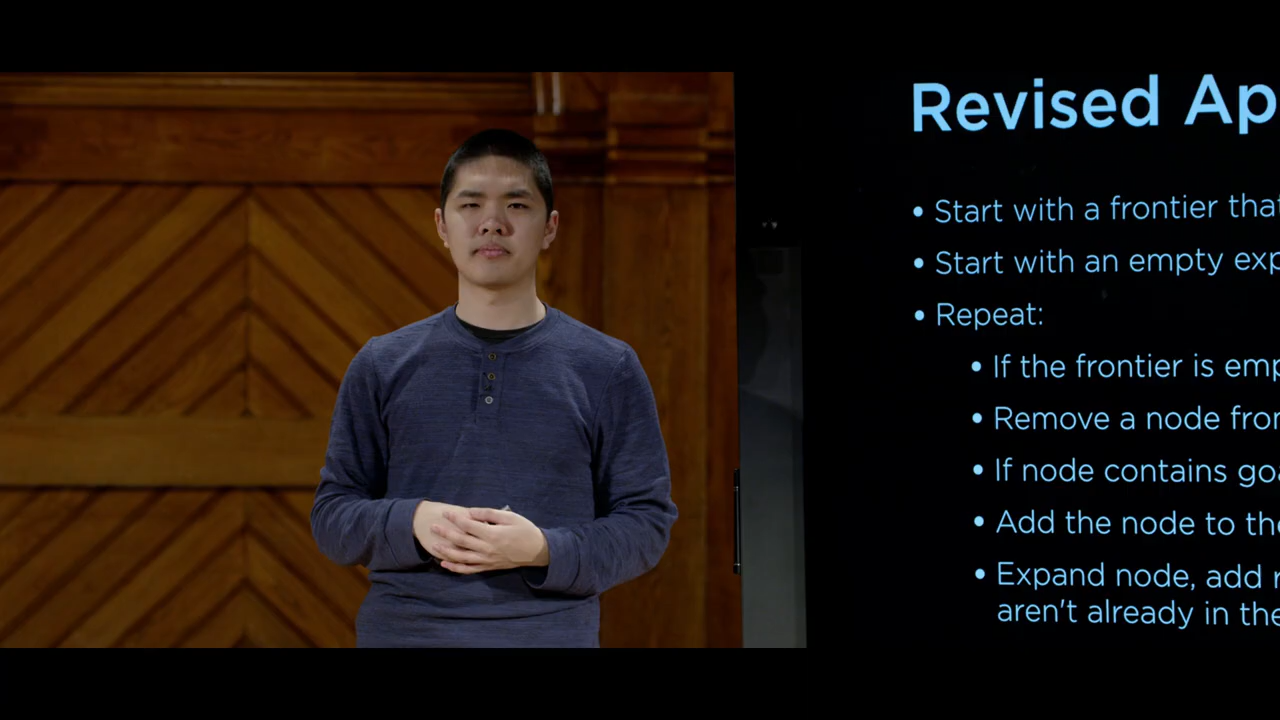 Revised Ap
• Start with a frontier that
• Start with an empty exp
• Repeat:
• If the frontier is emp
• Remove a node fron
• If node contains goa
• Add the node to the
• Expand node, add r
aren't already in the